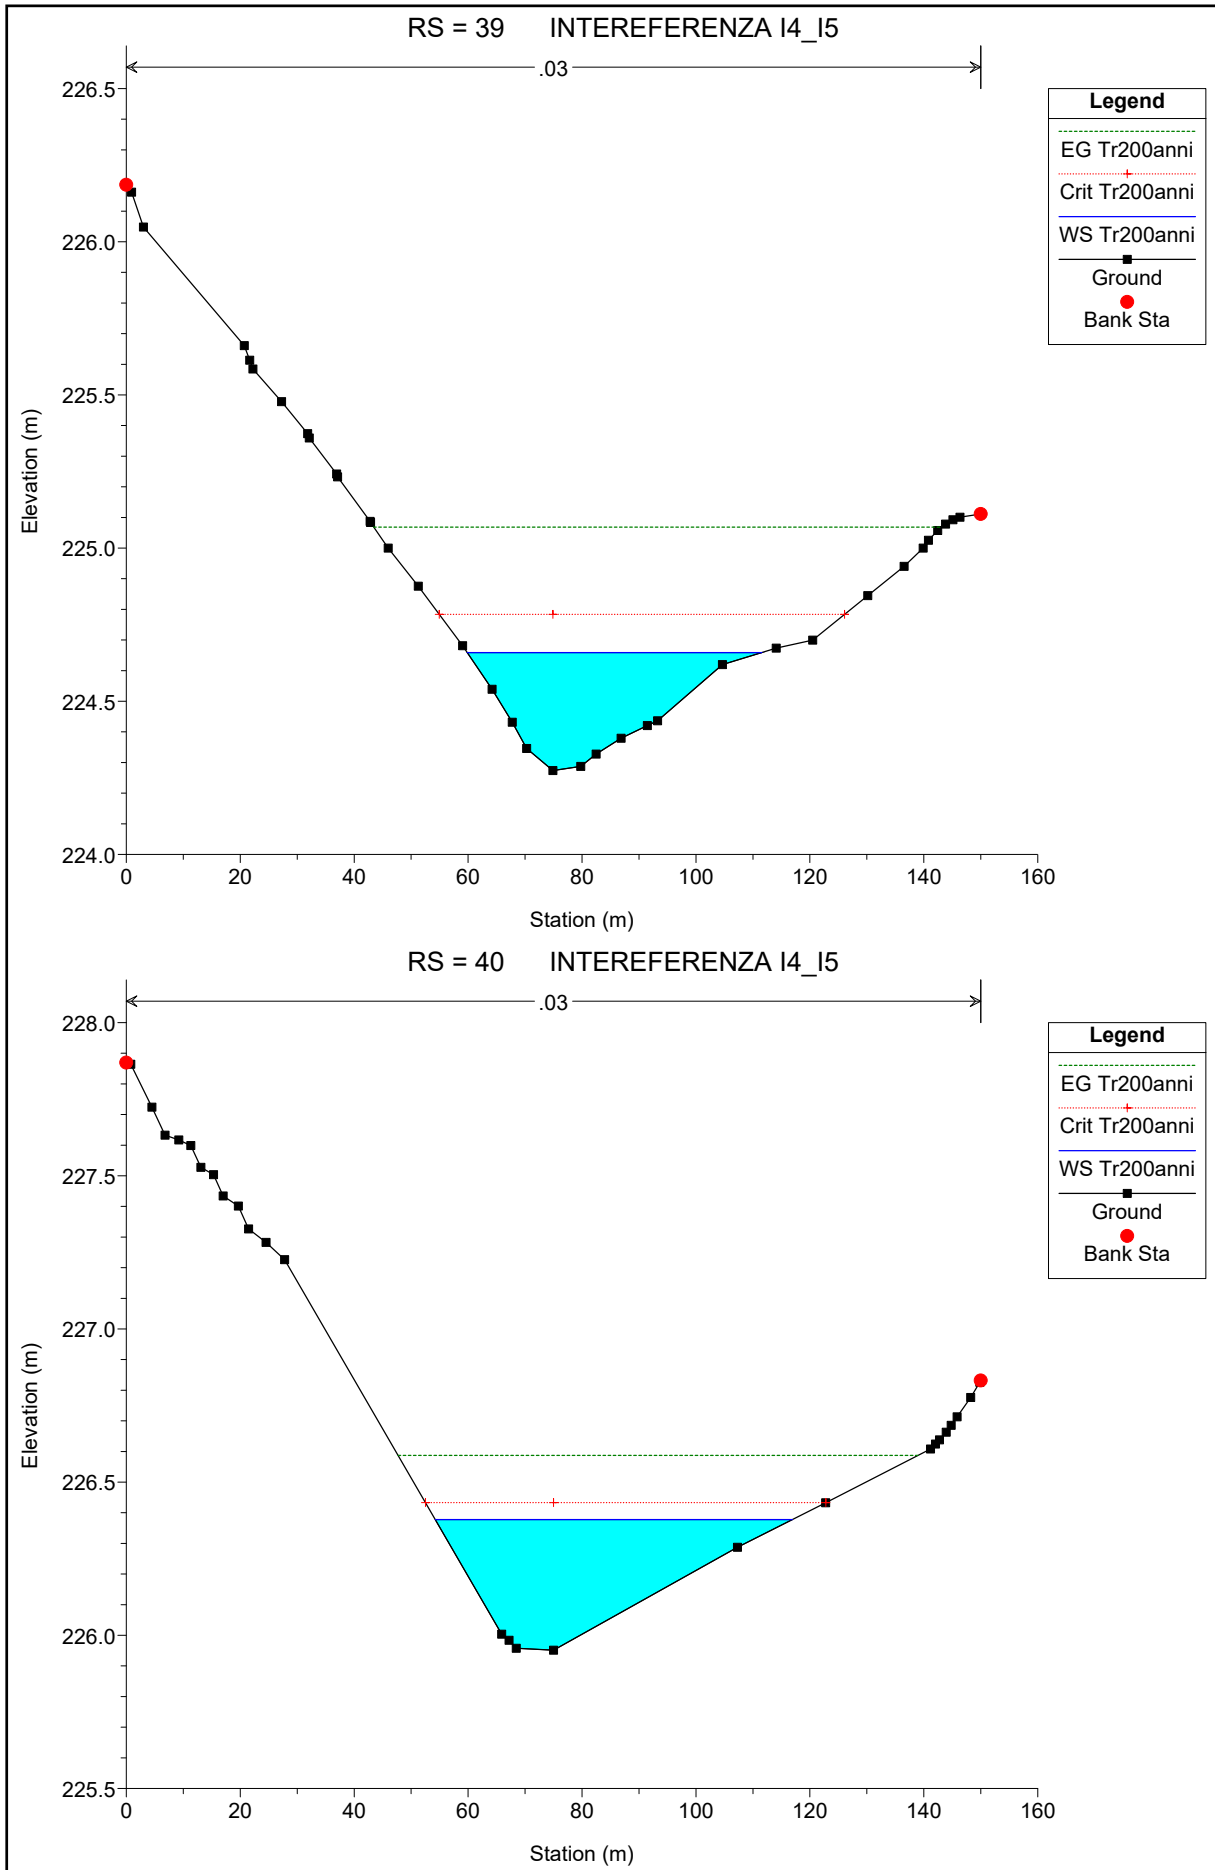 RS = 39 INTEREFERENZA I4_I5
.03
226.5
226.0
225.5
225.0
224.5
224.0
Elevation (m)
0 20 40 60 80 100 120 140 160
Station (m)
Legend
EG Tr200anni
Crit Tr200anni
WS Tr200anni
Ground
Bank Sta
RS = 40 INTEREFERENZA I4_I5
.03
228.0
227.5
227.0
226.5
226.0
225.5
Elevation (m)
0 20 40 60 80 100 120 140 160
Station (m)
Legend
EG Tr200anni
Crit Tr200anni
WS Tr200anni
Ground
Bank Sta